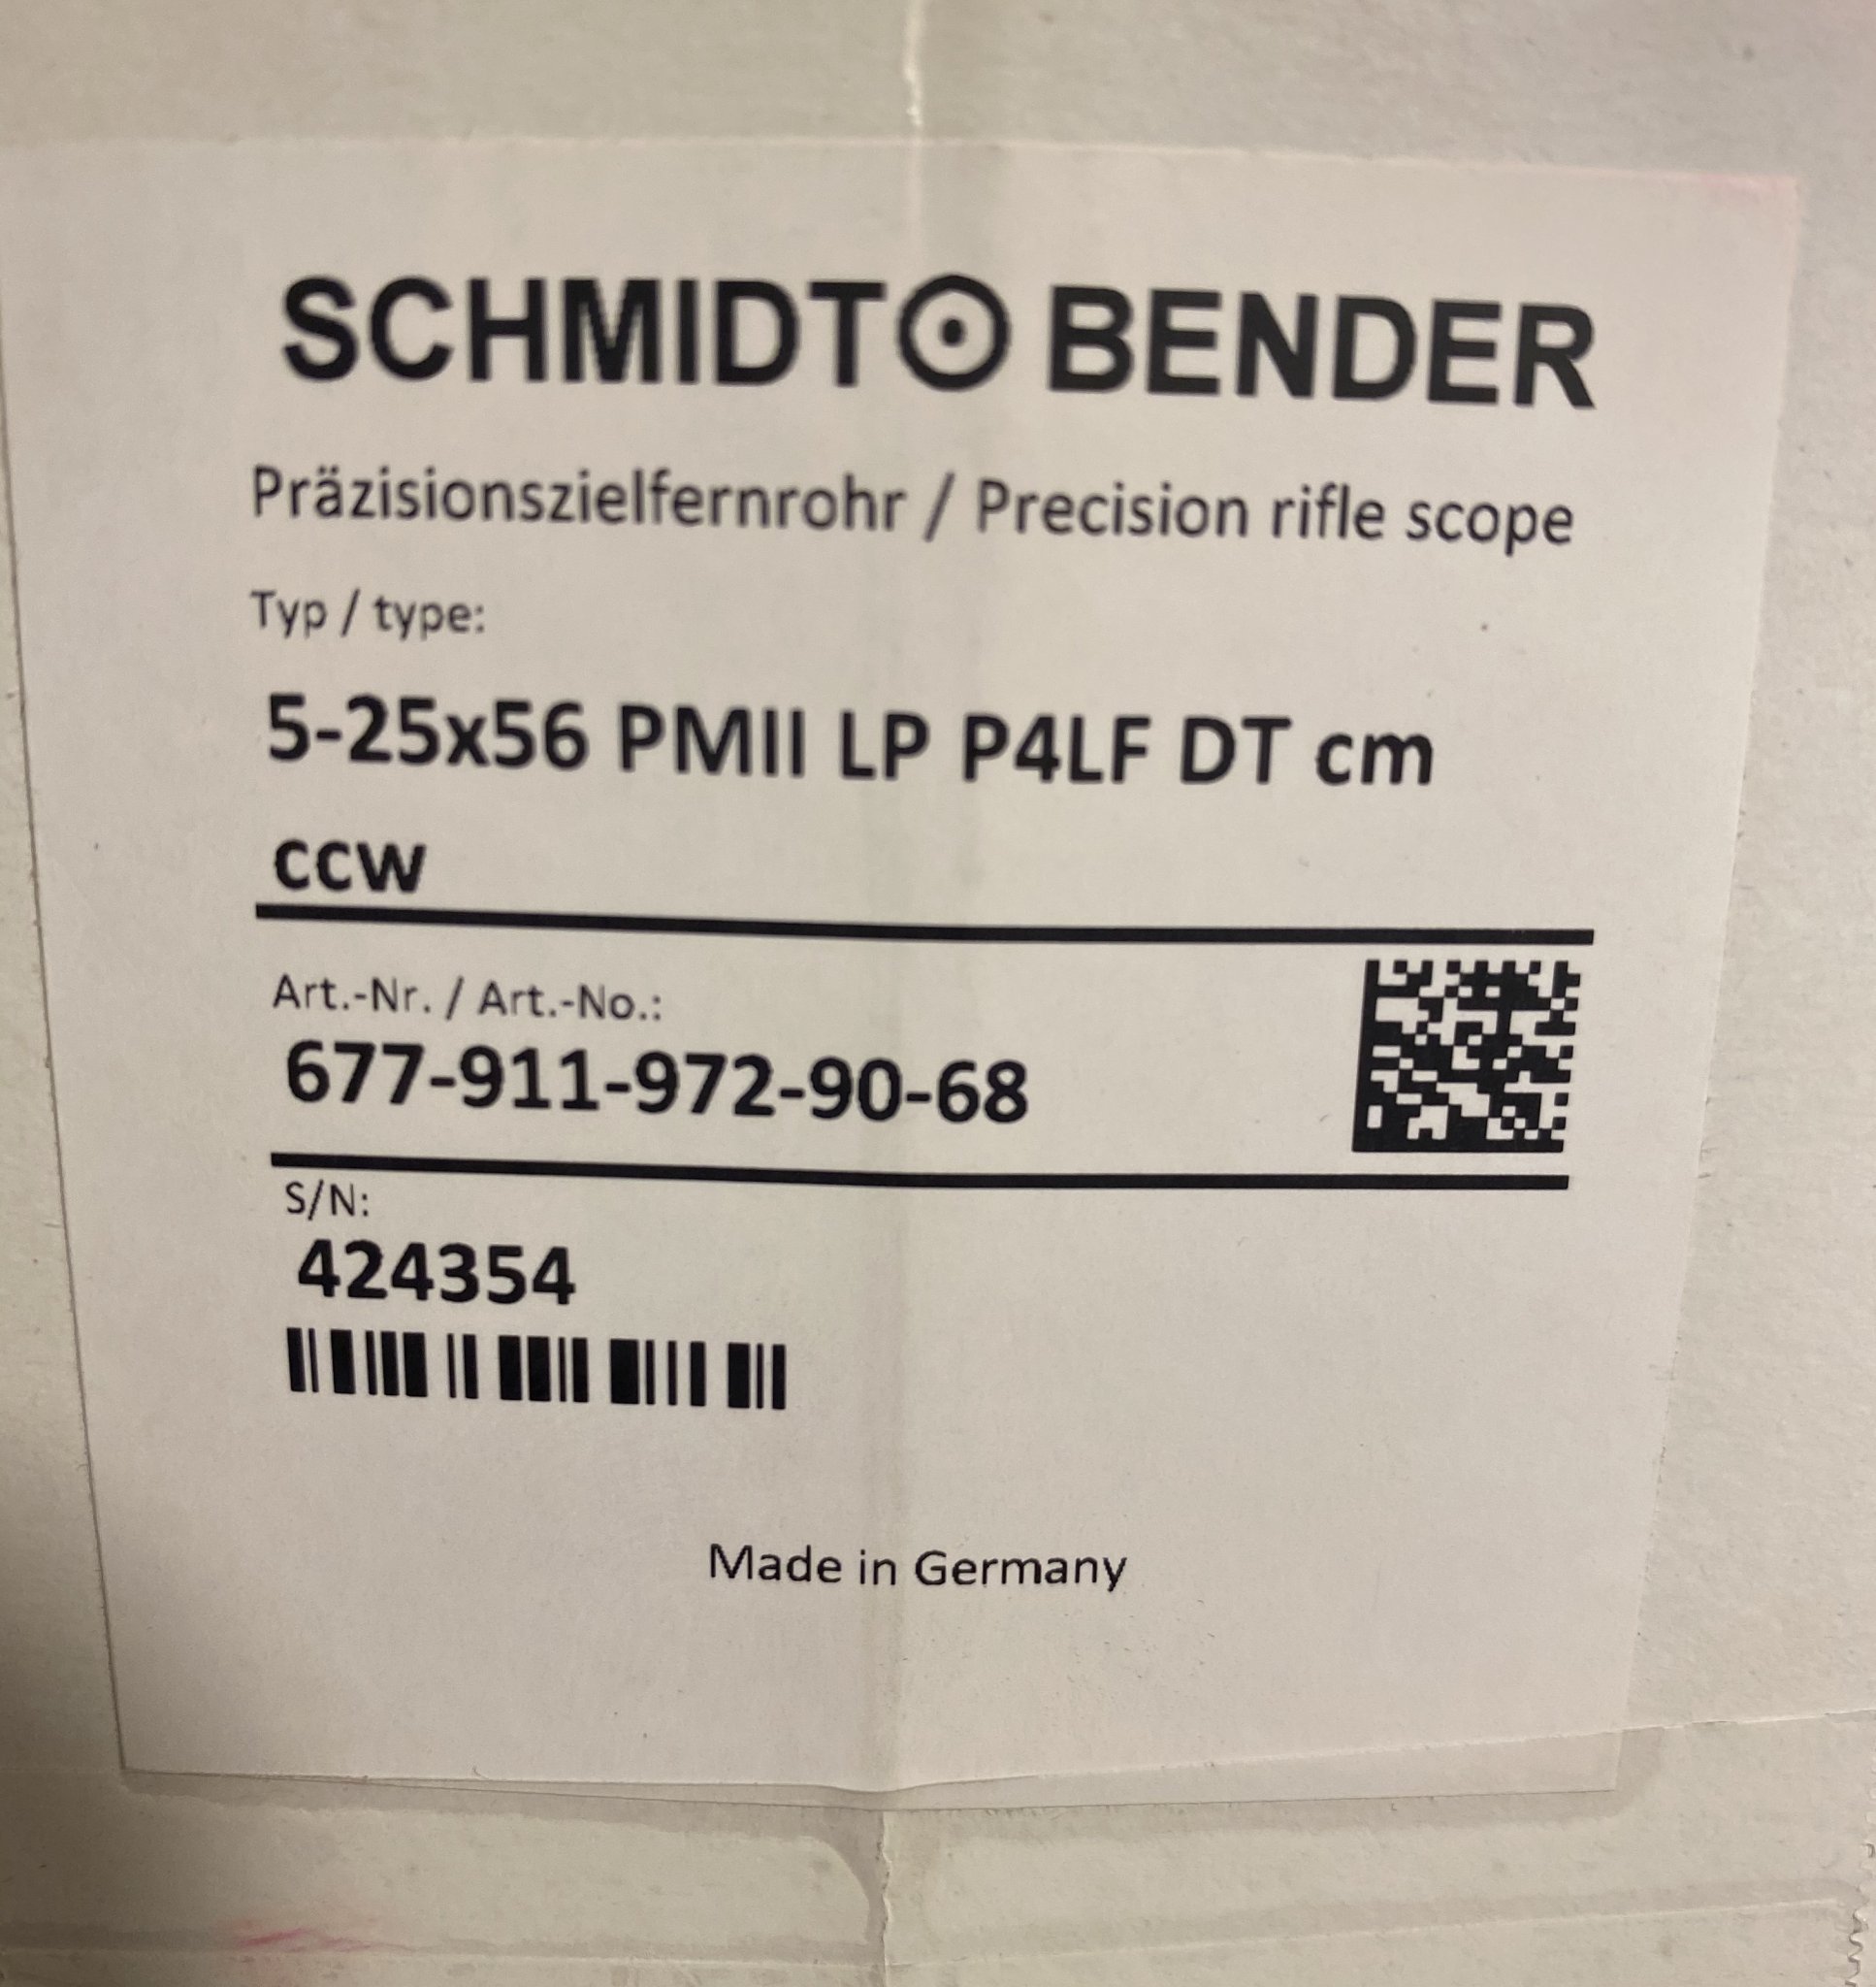 SCHMIDT BENDER
Präzisionszielfernrohr / Precision rifle scope
Typ / type:
5-25x56 PMII LP P4LF DT cm
ccw
Art.-Nr. / Art.-No.:
677-911-972-90-68
S/N:
424354
Made in Germany